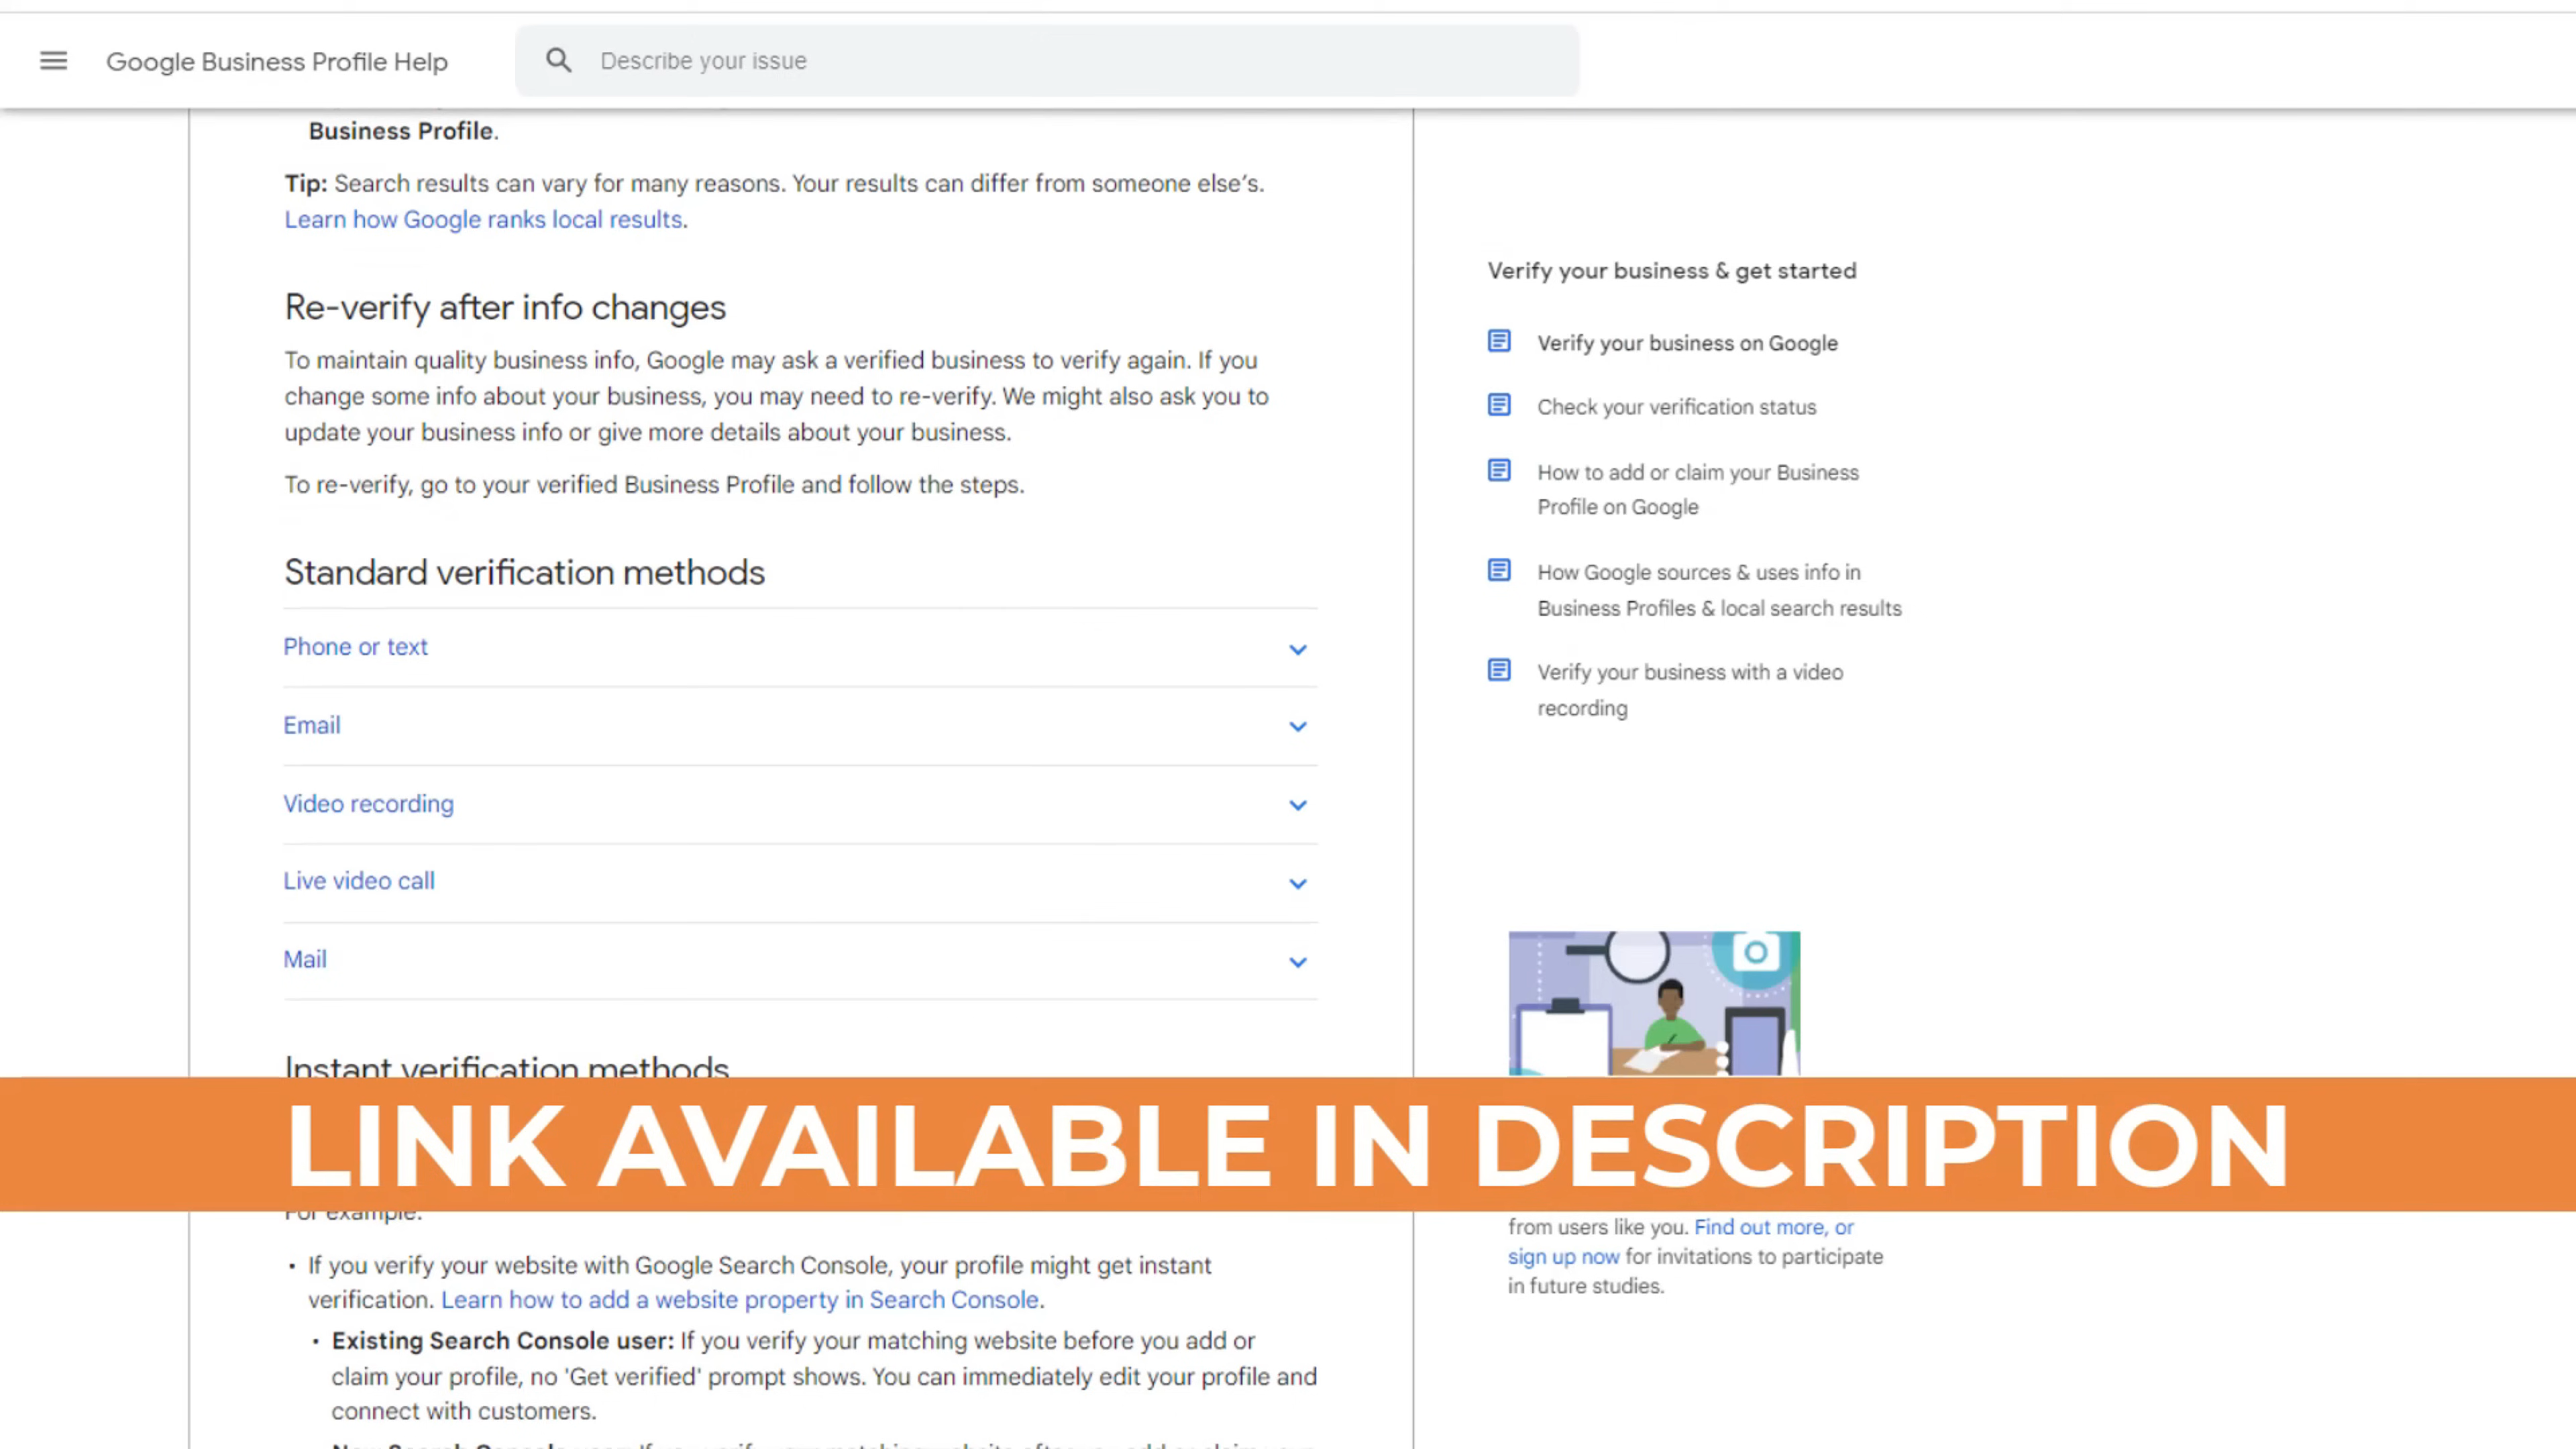 Google Business Profile Help
Describe your issue
Business Profile.
Tip: Search results can vary for many reasons. Your results can differ from someone else's.
Learn how Google ranks local results.
Re-verify after info changes
To maintain quality business info, Google may ask a verified business to verify again. If you
change some info about your business, you may need to re-verify. We might also ask you to
update your business info or give more details about your business.
To re-verify, go to your verified Business Profile and follow the steps.
Standard verification methods
Phone or text
Email
Video recording
Live video call
Mail
Instant verification methods
LINK AVAILABLE IN DESCRIPTION
For example:
• If you verify your website with Google Search Console, your profile might get instant
verification. Learn how to add a website property in Search Console.
• Existing Search Console user: If you verify your matching website before you add or
claim your profile, no 'Get verified' prompt shows. You can immediately edit your profile and
connect with customers.
Verify your business & get started
Verify your business on Google
Check your verification status
How to add or claim your Business
Profile on Google
How Google sources & uses info in
Business Profiles & local search results
Verify your business with a video
recording
from users like you. Find out more, or
sign up now for invitations to participate
in future studies.